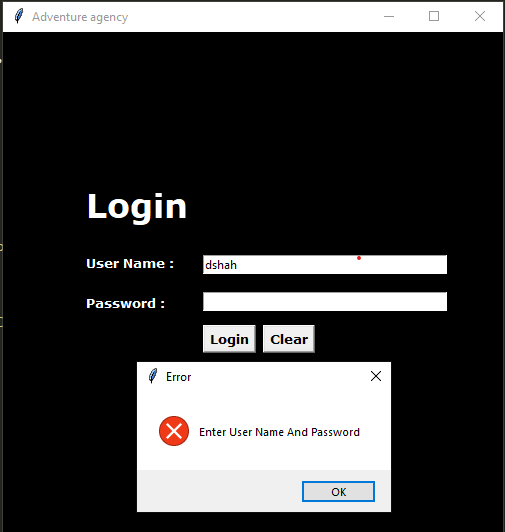 Adventure agency
Login
User Name :
dshah
Password :
Login Clear
Error
Enter User Name And Password
OK